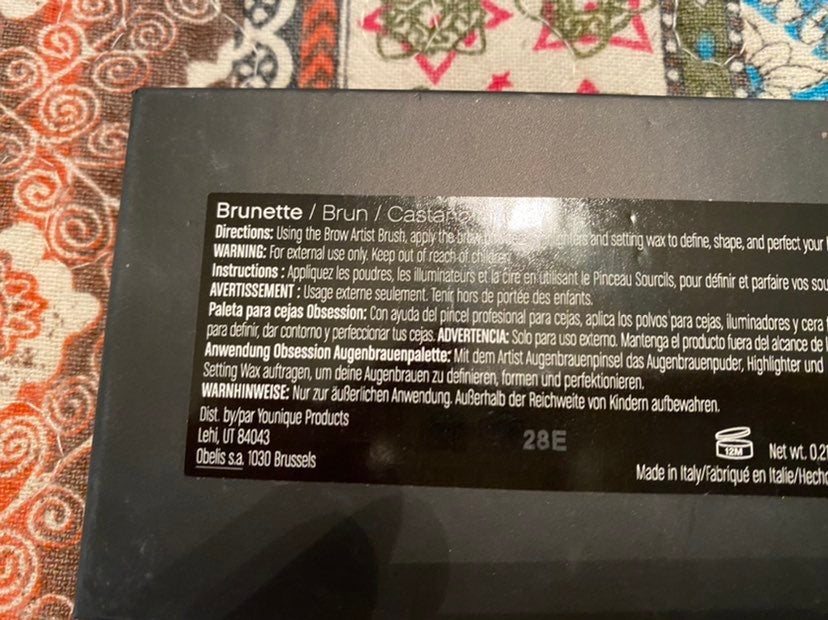 Brunette / Brun / Castaño
Directions: Using the Brow Artist Brush, apply the brow and setting wax to define, shape, and perfect your
WARNING: For external use only. Keep out of reach of children.
Instructions : Appliquez les poudres, les illuminateurs et la cire en utilisant le Pinceau Sourcils, pour définir et parfaire vos
AVERTISSEMENT : Usage externe seulement. Tenir hors de portée des enfants.
Paleta para cejas Obsession: Con ayuda del pincel profesional para cejas, aplica los polvos para cejas, iluminadores y cera
para definir, dar contorno y perfeccionar tus cejas. ADVERTENCIA: Solo para uso externo. Mantenga el producto fuera del alcance de
Anwendung Obsession Augenbrauenpalette: Mit dem Artist Augenbrauenpinsel das Augenbrauenpuder, Highlighter und
Setting Wax auftragen, um deine Augenbrauen zu definieren, formen und perfektionieren.
WARNHINWEISE: Nur zur äußerlichen Anwendung. Außerhalb der Reichweite von Kindern aufbewahren.
Dist. by/par Younique Products
Lehi, UT 84043
Obelis s.a. 1030 Brussels
28E
12M
Net wt. 0.21
Made in Italy/Fabriqué en Italie/Hecho